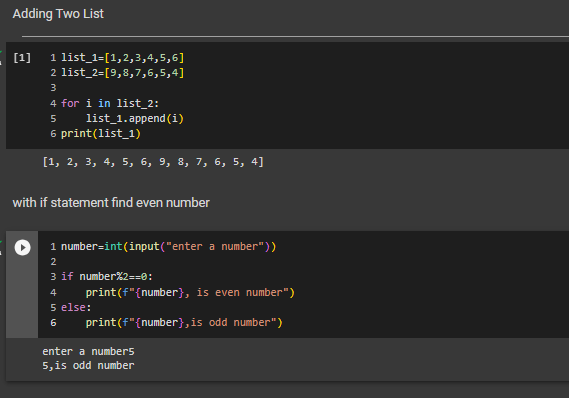 Adding Two List
[1]
1 list_1=[1,2,3,4,5,6]
2 list_2=[9,8,7,6,5,4]
3
4 for i in list_2:
5     list_1.append(i)
6 print(list_1)
[1, 2, 3, 4, 5, 6, 9, 8, 7, 6, 5, 4]
with if statement find even number
1 number=int(input("enter a number"))
2
3 if number%2==0:
4     print(f"{number}, is even number")
5 else:
6     print(f"{number},is odd number")
enter a number5
5,is odd number